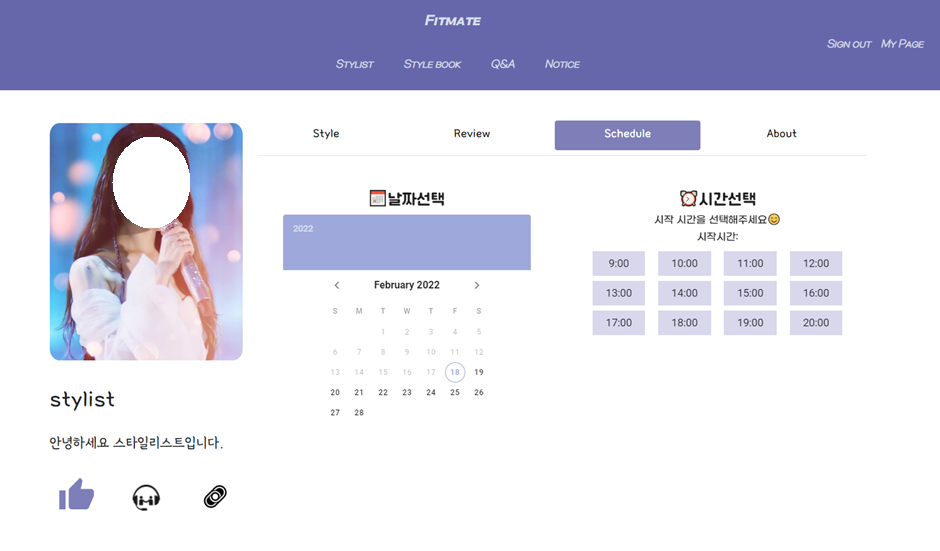 Fitmate
Sign out My Page
Stylist Style book Q&A Notice
Style Review Schedule About
날짜선택
2022
February 2022
S M T W T F S
1 2 3 4 5
6 7 8 9 10 11 12
13 14 15 16 17 18 19
20 21 22 23 24 25 26
27 28
시간선택
시작 시간을 선택해주세요😊
시작시간:
9:00 10:00 11:00 12:00
13:00 14:00 15:00 16:00
17:00 18:00 19:00 20:00
stylist
안녕하세요 스타일리스트입니다.